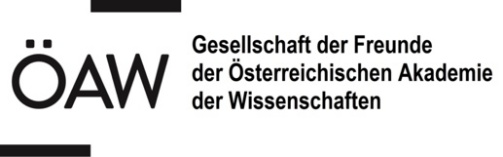 ÖAW
Gesellschaft der Freunde
der Österreichischen Akademie
der Wissenschaften